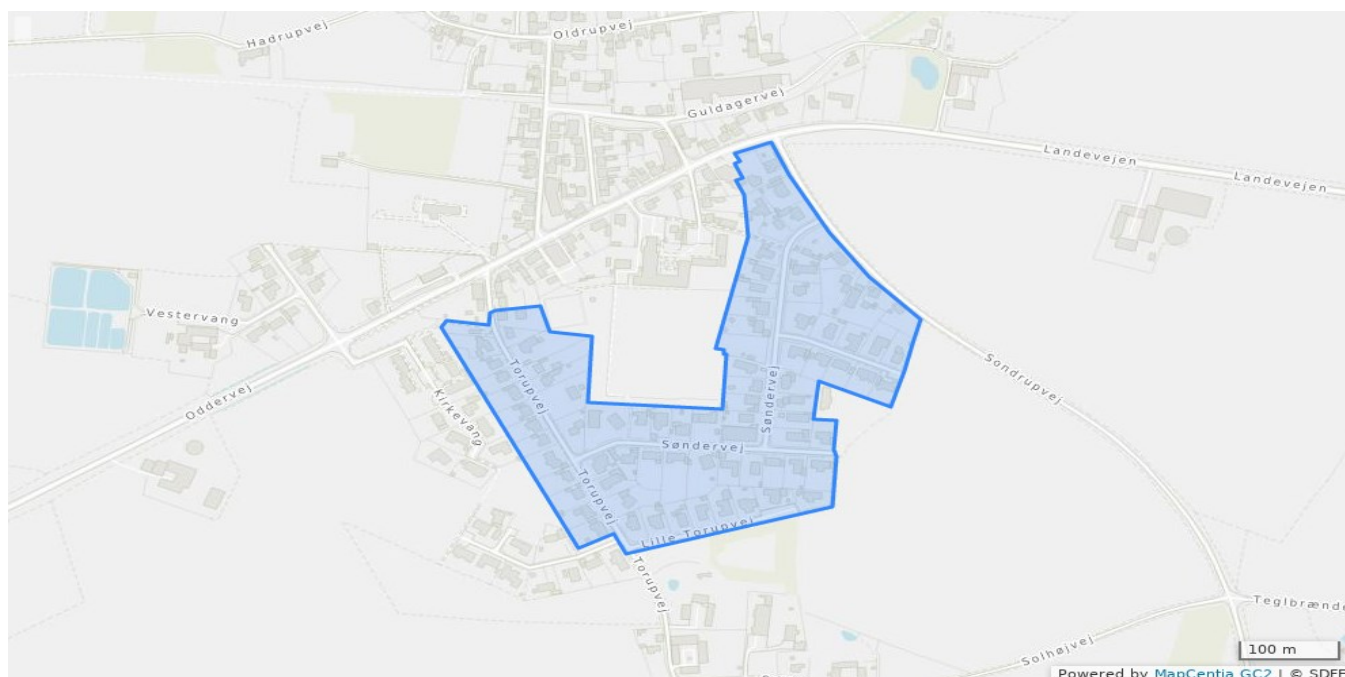 Hadrupvej
Oldrupvej
Guldagervej
Landevejen
Landevejen
Vestervang
Oddervej
Kirkevang
Torupvej
Søndervej
Sondrupvej
Søndervej
Torupvej
Lille Torupvej
Torupvej
Teglbrænde
Solhøjvej
100 m
Powered by MapCentia GC2 | © SDFE